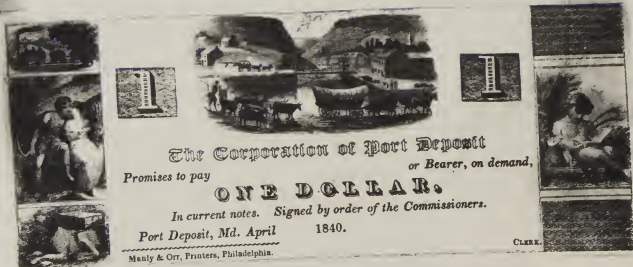 1 1
The Corporation of Port Deposit
Promises to pay or Bearer, on demand,
ONE DOLLAR.
In current notes. Signed by order of the Commissioners.
Port Deposit, Md. April 1840.
CLERK.
Manly & Orr, Printers, Philadelphia.